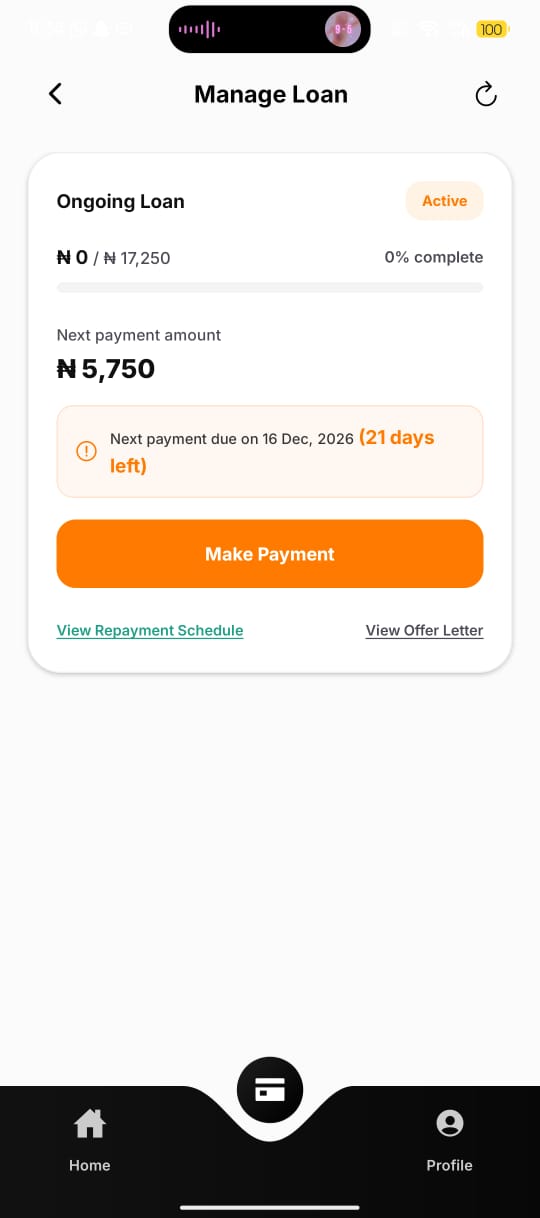 100
Manage Loan
Ongoing Loan
Active
₦ 0 / ₦ 17,250
0% complete
Next payment amount
₦ 5,750
Next payment due on 16 Dec, 2026 (21 days
left)
Make Payment
View Repayment Schedule
View Offer Letter
Home
Profile